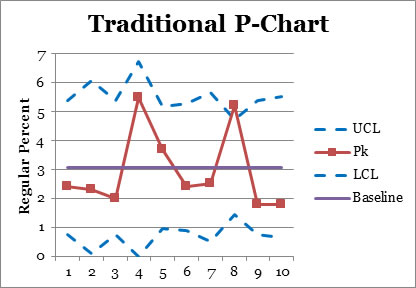 Traditional P-Chart
Regular Percent
7
6
5
4
3
2
1
0
1 2 3 4 5 6 7 8 9 10
UCL
Pk
LCL
Baseline